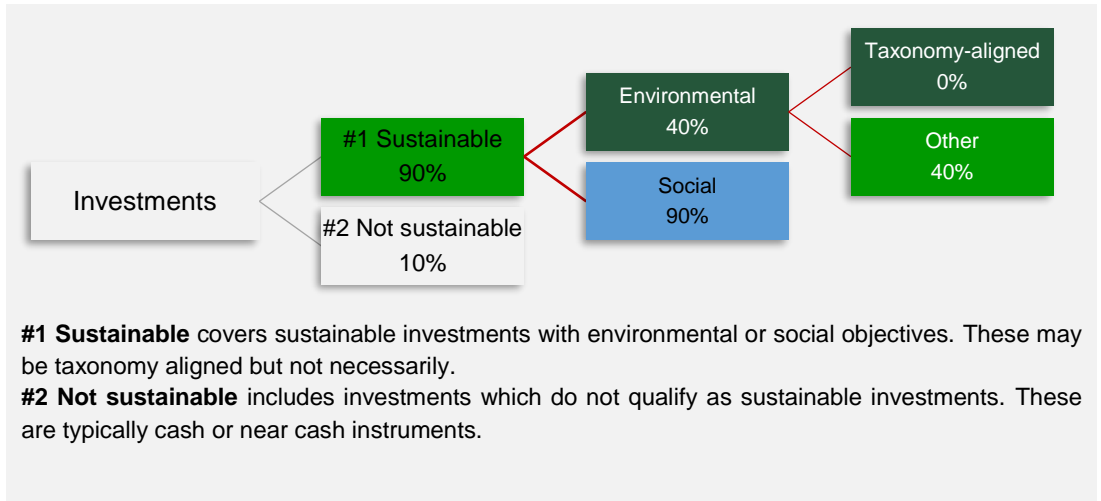 Taxonomy-aligned
0%
Environmental
40%
#1 Sustainable
90%
Other
40%
Investments
Social
90%
#2 Not sustainable
10%
#1 Sustainable covers sustainable investments with environmental or social objectives. These may
be taxonomy aligned but not necessarily.
#2 Not sustainable includes investments which do not qualify as sustainable investments. These
are typically cash or near cash instruments.